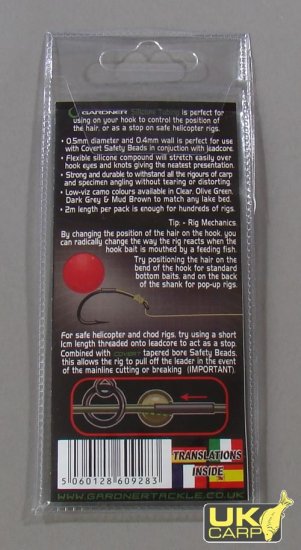 GARDNER Silicone Tubing is perfect for
using on your hook to control the position of
the hair, or as a stop on safe helicopter rigs.
• 0.5mm diameter and 0.4mm wall is perfect for use
with Covert Safety Beads in conjunction with leadcore.
• Flexible silicone compound will stretch easily over
hook eyes and knots giving the neatest presentation.
• Strong and durable to withstand all the rigours of carp
and specimen angling without tearing or distorting.
• Low-viz camo colours available in Clear, Olive Green,
Dark Grey & Mud Brown to match any lake bed.
• 2m length per pack is enough for hundreds of rigs.
Tip: - Rig Mechanics
By changing the position of the hair on the hook, you
can radically change the way the rig reacts when the
hook bait is mouthed by a feeding fish.
Try positioning the hair on the
bend of the hook for standard
bottom baits, and on the back
of the shank for pop-up rigs.
For safe helicopter and chod rigs, try using a short
1cm length threaded onto leadcore to act as a stop.
Combined with COVERT tapered bore Safety Beads,
this allows the rig to pull off the leader in the event
of the mainline cutting or breaking (IMPORTANT).
5060128609283
TRANSLATIONS
INSIDE
WWW.GARDNERTACKLE.CO.UK
UK
CARP